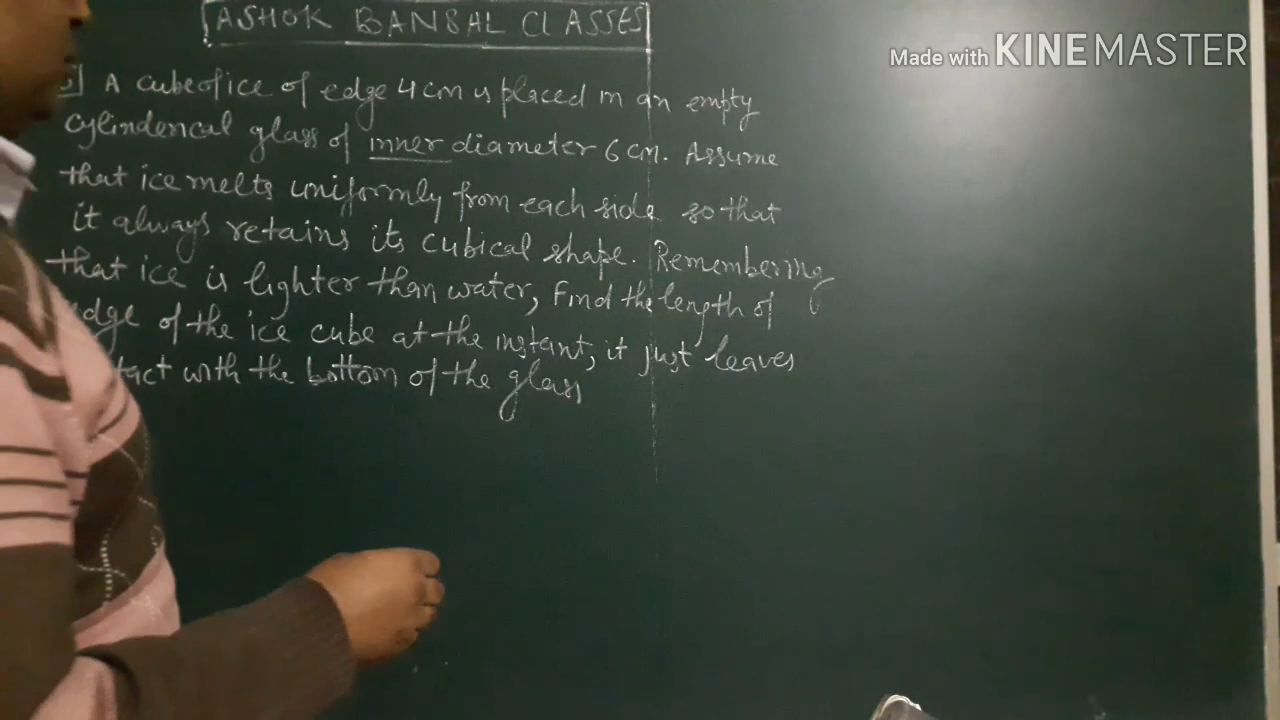 ASHOK BANSAL CLASSES
Made with KINEMASTER
A cube of ice of edge 4 cm is placed in an empty
cylinderical glass of inner diameter 6 cm. Assume
that ice melts uniformly from each side so that
it always retains its cubical shape. Remembering
that ice is lighter than water, Find the length of
edge of the ice cube at the instant, it just leaves
tact with the bottom of the glass